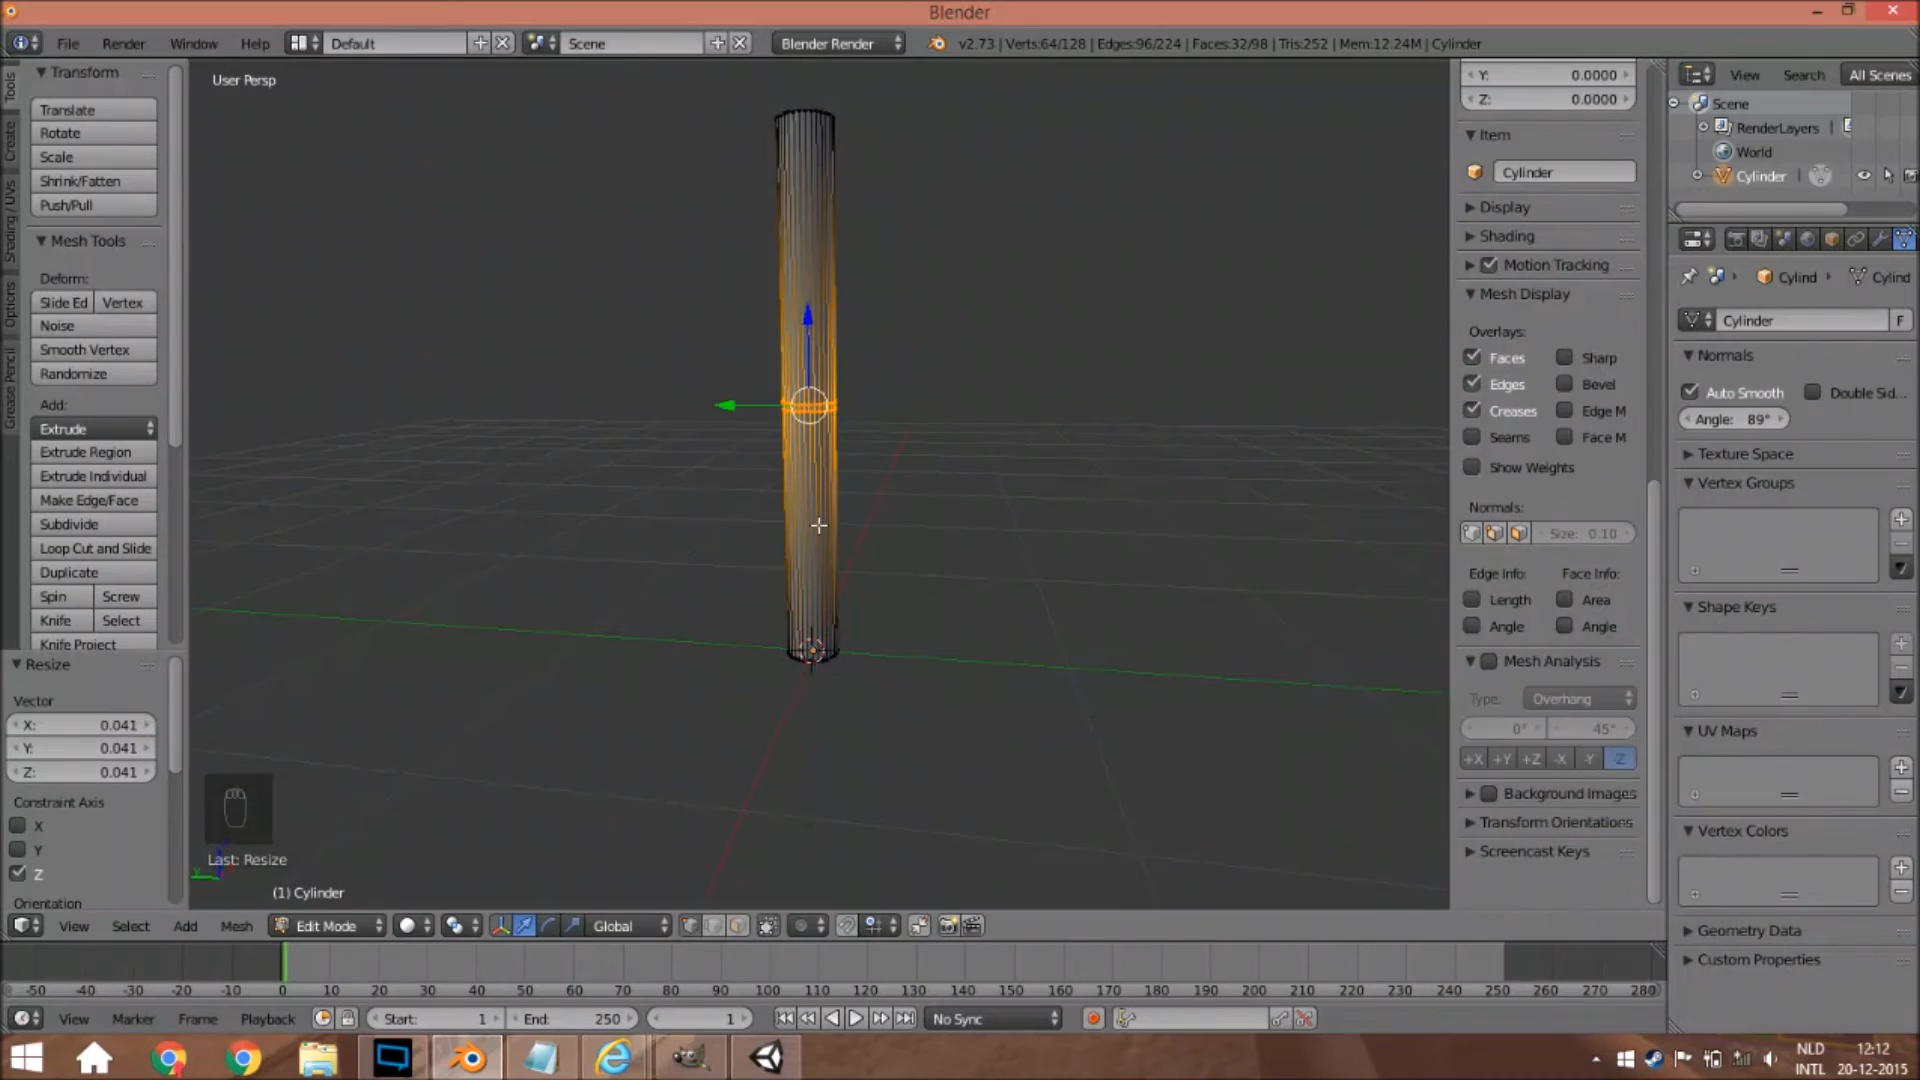 Blender
File Render Window Help Default Scene Blender Render v2.73 | Verts:64/128 | Edges:96/224 | Faces:32/98 | Tris:252 | Mem:12.24M | Cylinder
Tools
Create
Shading / UVs
Options
Grease Pencil
Transform
Translate
Rotate
Scale
Shrink/Fatten
Push/Pull
Mesh Tools
Deform:
Slide Ed Vertex
Noise
Smooth Vertex
Randomize
Add:
Extrude
Extrude Region
Extrude Individual
Make Edge/Face
Subdivide
Loop Cut and Slide
Duplicate
Spin Screw
Knife Select
Knife Project
Resize
Vector
X: 0.041
Y: 0.041
Z: 0.041
Constraint Axis
X
Y
Z
Orientation
User Persp
Last: Resize
(1) Cylinder
Y: 0.0000
Z: 0.0000
Item
Cylinder
Display
Shading
Motion Tracking
Mesh Display
Overlays:
Faces Sharp
Edges Bevel
Creases Edge M
Seams Face M
Show Weights
Normals:
Size: 0.10
Edge Info: Face Info:
Length Area
Angle Angle
Mesh Analysis
Type: Overhang
0° 45°
+X +Y +Z -X -Y -Z
Background Images
Transform Orientations
Screencast Keys
View Search All Scenes
Scene
RenderLayers
World
Cylinder
Cylind Cylind
Cylinder F
Normals
Auto Smooth Double Sid...
Angle: 89°
Texture Space
Vertex Groups
Shape Keys
UV Maps
Vertex Colors
Geometry Data
Custom Properties
View Select Add Mesh Edit Mode Global
-50 -40 -30 -20 -10 0 10 20 30 40 50 60 70 80 90 100 110 120 130 140 150 160 170 180 190 200 210 220 230 240 250 260 270 280
View Marker Frame Playback Start: 1 End: 250 1 No Sync
NLD 12:12
INTL 20-12-2015